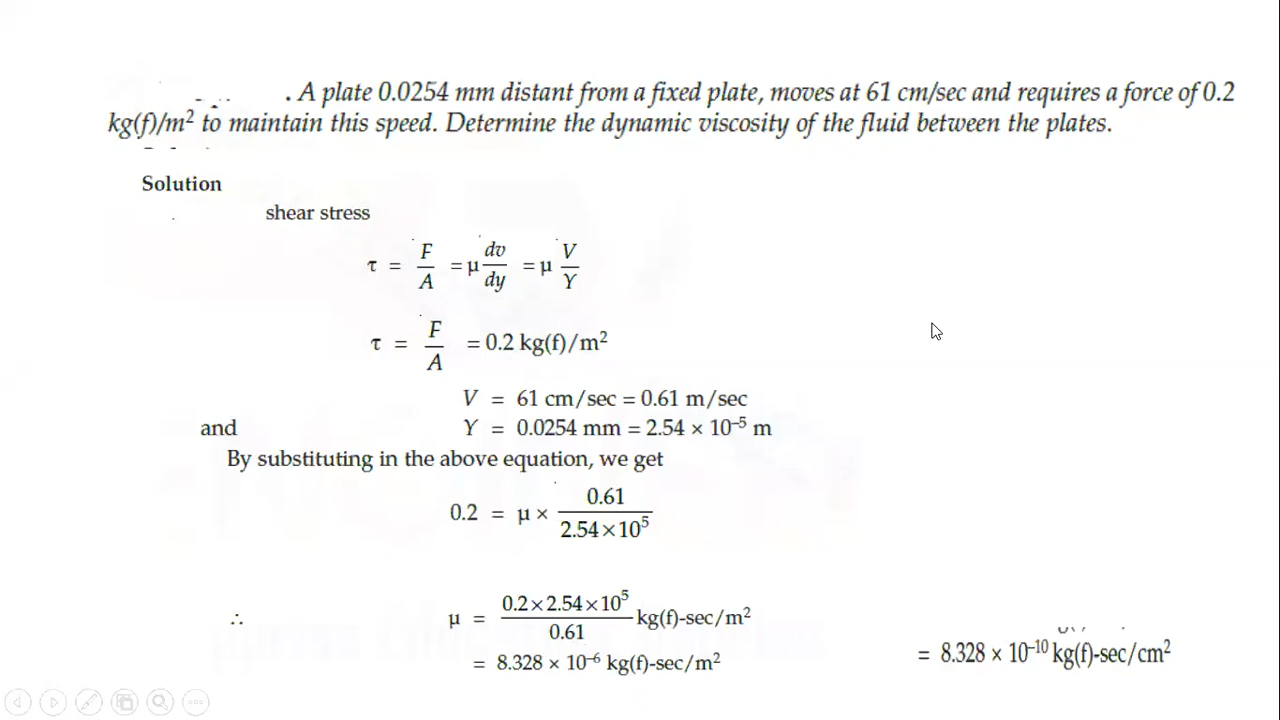 . A plate 0.0254 mm distant from a fixed plate, moves at 61 cm/sec and requires a force of 0.2
kg(f)/m² to maintain this speed. Determine the dynamic viscosity of the fluid between the plates.
Solution
shear stress
τ = F/A = μ dv/dy = μ V/Y
τ = F/A = 0.2 kg(f)/m²
V = 61 cm/sec = 0.61 m/sec
and Y = 0.0254 mm = 2.54 × 10⁻⁵ m
By substituting in the above equation, we get
0.2 = μ × 0.61/2.54×10⁵
∴ μ = 0.2×2.54×10⁵/0.61 kg(f)-sec/m²
= 8.328 × 10⁻⁶ kg(f)-sec/m² = 8.328 × 10⁻¹⁰ kg(f)-sec/cm²